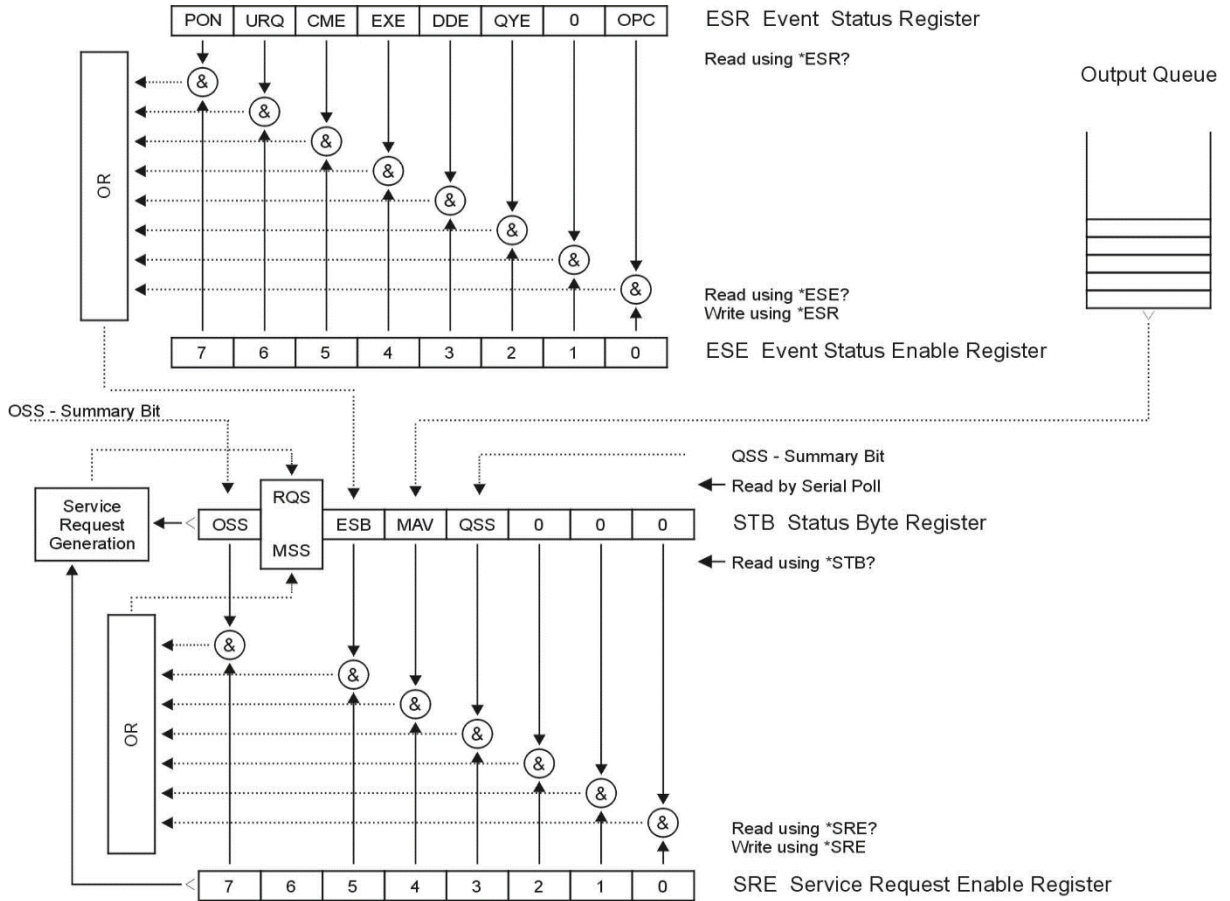 PON URQ CME EXE DDE QYE 0 OPC
ESR Event Status Register
Read using *ESR?
Output Queue
&
&
&
&
&
&
&
&
OR
Read using *ESE?
Write using *ESR
7 6 5 4 3 2 1 0
ESE Event Status Enable Register
OSS - Summary Bit
QSS - Summary Bit
Read by Serial Poll
Service
Request
Generation
RQS
MSS
OSS ESB MAV QSS 0 0 0
STB Status Byte Register
Read using *STB?
&
&
&
&
&
&
&
OR
Read using *SRE?
Write using *SRE
7 6 5 4 3 2 1 0
SRE Service Request Enable Register